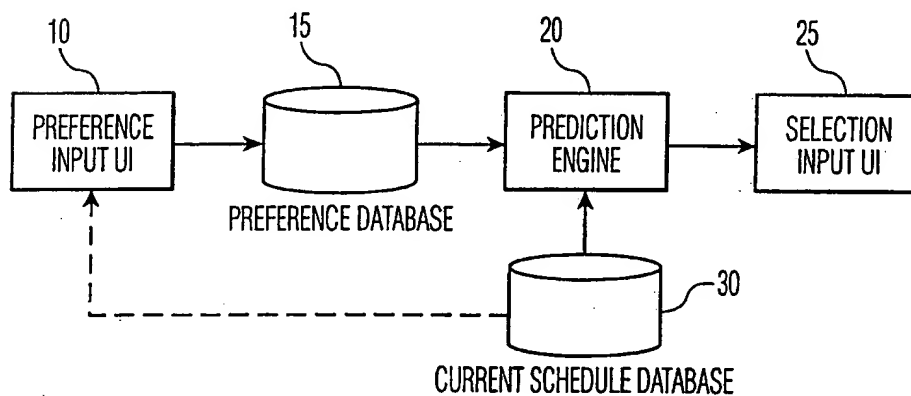 10
15
20
25
PREFERENCE
INPUT UI
PREDICTION
ENGINE
SELECTION
INPUT UI
PREFERENCE DATABASE
30
CURRENT SCHEDULE DATABASE